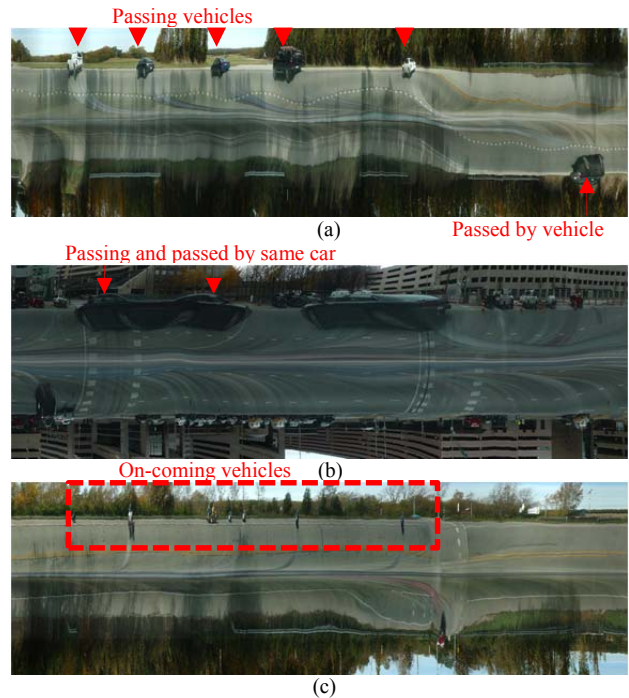 Passing vehicles
(a)
Passed by vehicle
Passing and passed by same car
(b)
On-coming vehicles
(c)